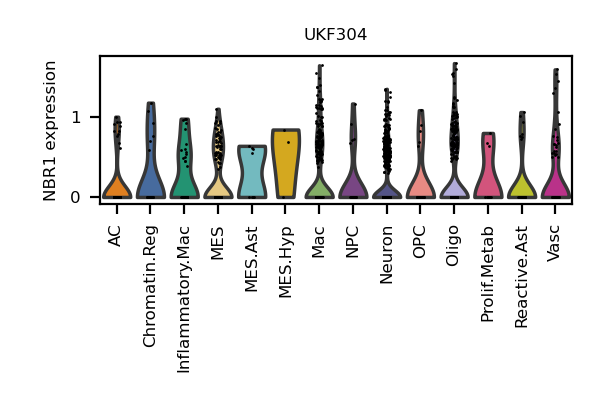 UKF304
NBR1 expression
1
0
AC
Chromatin.Reg
Inflammatory.Mac
MES
MES.Ast
MES.Hyp
Mac
NPC
Neuron
OPC
Oligo
Prolif.Metab
Reactive.Ast
Vasc